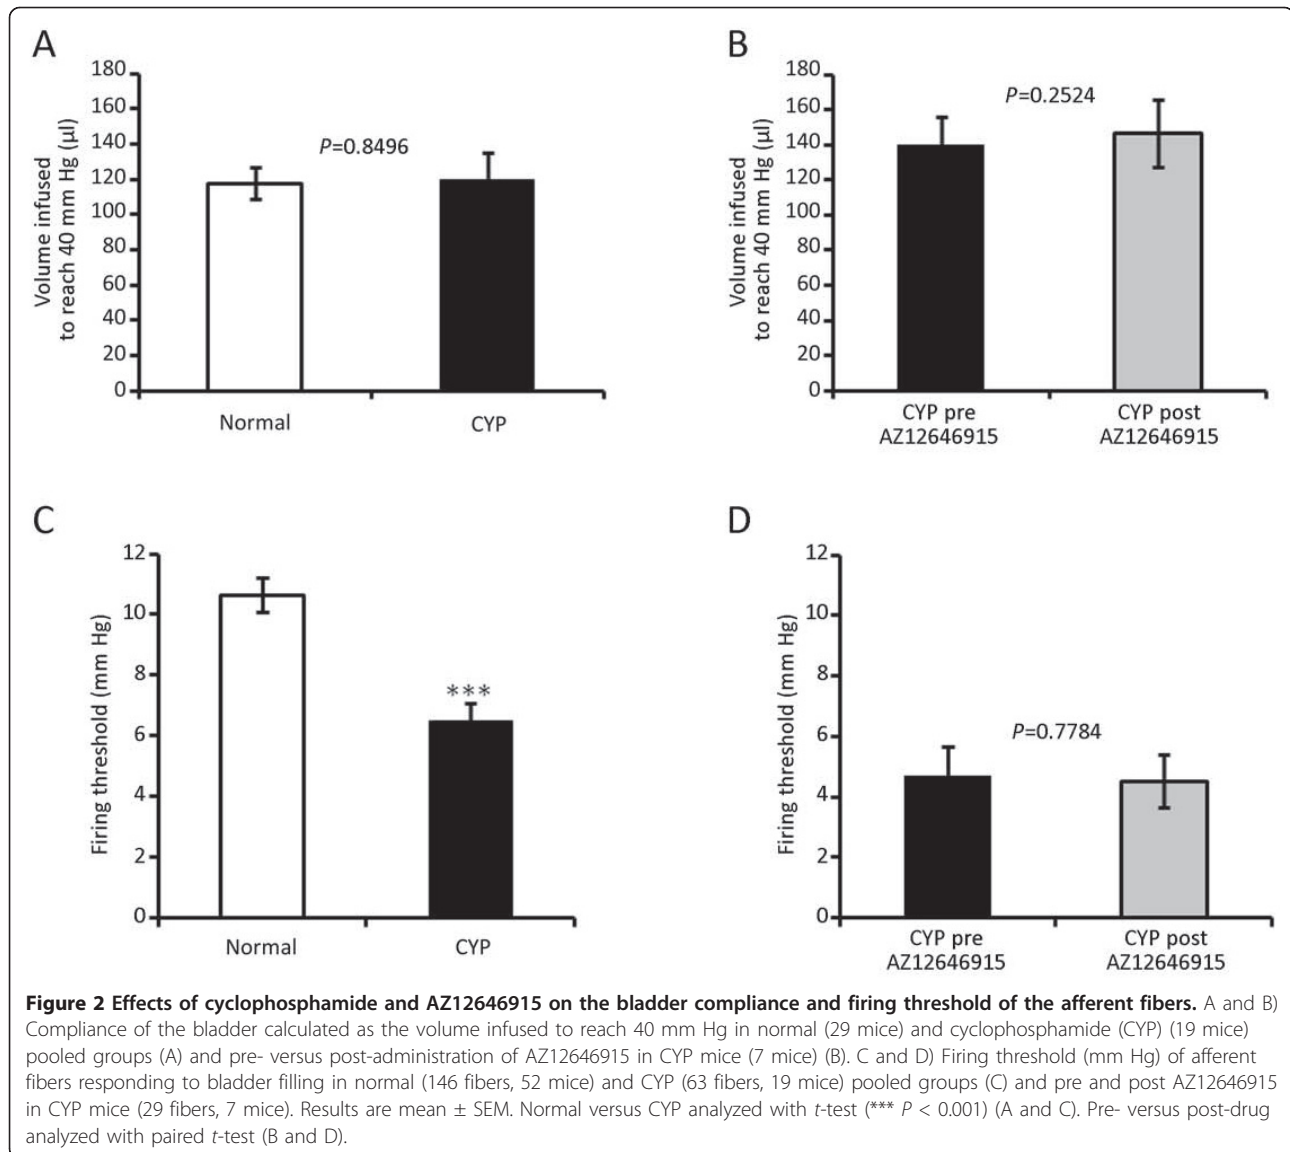 A
Volume infused
to reach 40 mm Hg (µl)
180
160
140
120
100
80
60
40
20
0
P=0.8496
Normal
CYP
B
Volume infused
to reach 40 mm Hg (µl)
180
160
140
120
100
80
60
40
20
0
P=0.2524
CYP pre
AZ12646915
CYP post
AZ12646915
C
Firing threshold (mm Hg)
12
10
8
6
4
2
0
***
Normal
CYP
D
Firing threshold (mm Hg)
12
10
8
6
4
2
0
P=0.7784
CYP pre
AZ12646915
CYP post
AZ12646915
Figure 2 Effects of cyclophosphamide and AZ12646915 on the bladder compliance and firing threshold of the afferent fibers. A and B)
Compliance of the bladder calculated as the volume infused to reach 40 mm Hg in normal (29 mice) and cyclophosphamide (CYP) (19 mice)
pooled groups (A) and pre- versus post-administration of AZ12646915 in CYP mice (7 mice) (B). C and D) Firing threshold (mm Hg) of afferent
fibers responding to bladder filling in normal (146 fibers, 52 mice) and CYP (63 fibers, 19 mice) pooled groups (C) and pre and post AZ12646915
in CYP mice (29 fibers, 7 mice). Results are mean ± SEM. Normal versus CYP analyzed with t-test (*** P < 0.001) (A and C). Pre- versus post-drug
analyzed with paired t-test (B and D).